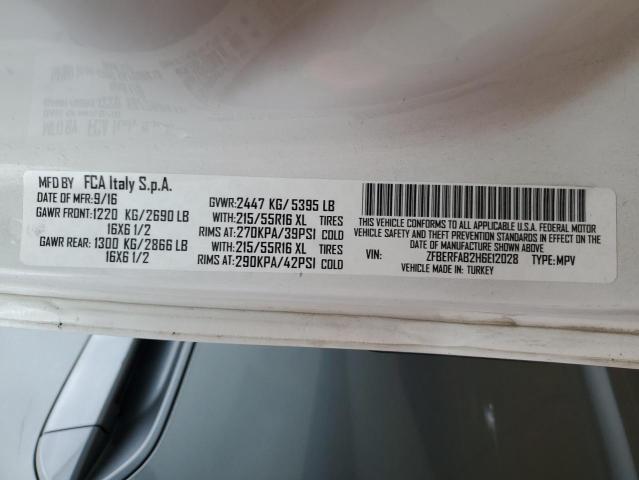 MFD BY FCA Italy S.p.A.
DATE OF MFR:9/16 GVWR:2447 KG/5395 LB
GAWR FRONT:1220 KG/2690 LB WITH:215/55R16 XL TIRES
16X6 1/2 RIMS AT:270KPA/39PSI COLD
GAWR REAR:1300 KG/2866 LB WITH:215/55R16 XL TIRES
16X6 1/2 RIMS AT:290KPA/42PSI COLD
THIS VEHICLE CONFORMS TO ALL APPLICABLE U.S.A. FEDERAL MOTOR
VEHICLE SAFETY AND THEFT PREVENTION STANDARDS IN EFFECT ON THE
DATE OF MANUFACTURE SHOWN ABOVE
VIN: ZFBERFAB2H6E12028 TYPE:MPV
VEHICLE MADE IN: TURKEY